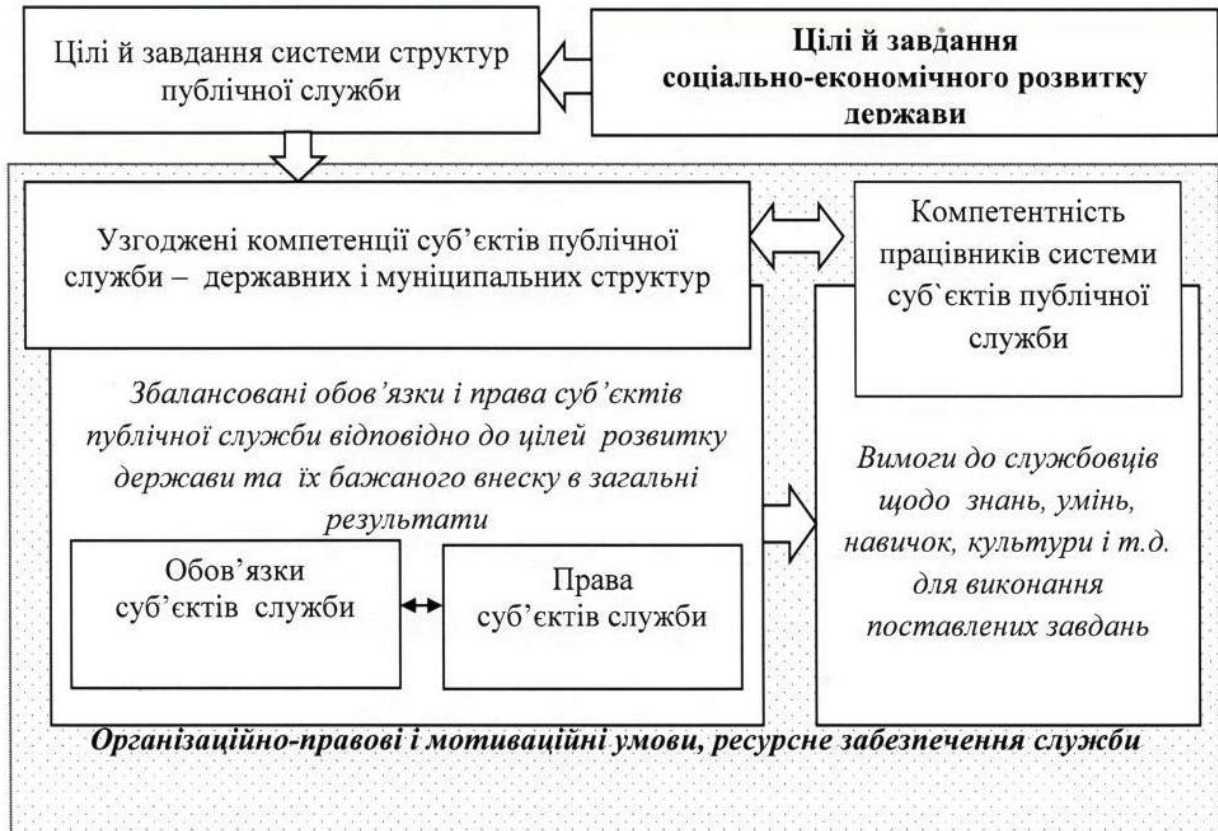 Цілі й завдання системи структур
публічної служби
Цілі й завдання
соціально-економічного розвитку
держави
Узгоджені компетенції суб’єктів публічної
служби – державних і муніципальних структур
Компетентність
працівників системи
суб`єктів публічної
служби
Збалансовані обов’язки і права суб’єктів
публічної служби відповідно до цілей розвитку
держави та їх бажаного внеску в загальні
результати
Обов’язки
суб’єктів служби
Права
суб’єктів служби
Вимоги до службовців
щодо знань, умінь,
навичок, культури і т.д.
для виконання
поставлених завдань
Організаційно-правові і мотиваційні умови, ресурсне забезпечення служби